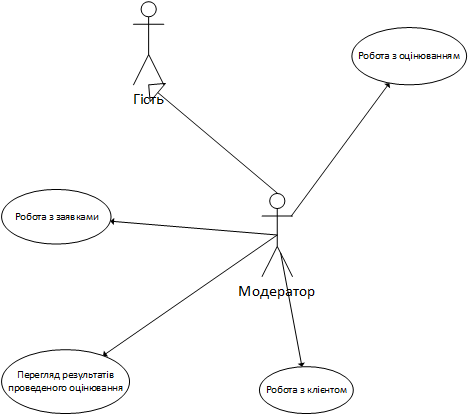 Робота з оцінюванням
Гість
Робота з заявками
Модератор
Перегляд результатів
проведеного оцінювання
Робота з клієнтом